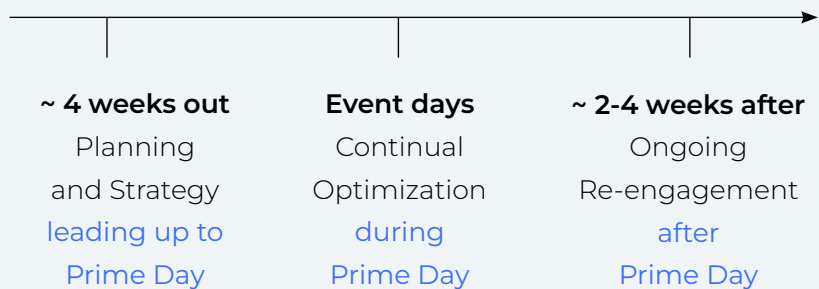 ~ 4 weeks out
Planning
and Strategy
leading up to
Prime Day
Event days
Continual
Optimization
during
Prime Day
~ 2-4 weeks after
Ongoing
Re-engagement
after
Prime Day